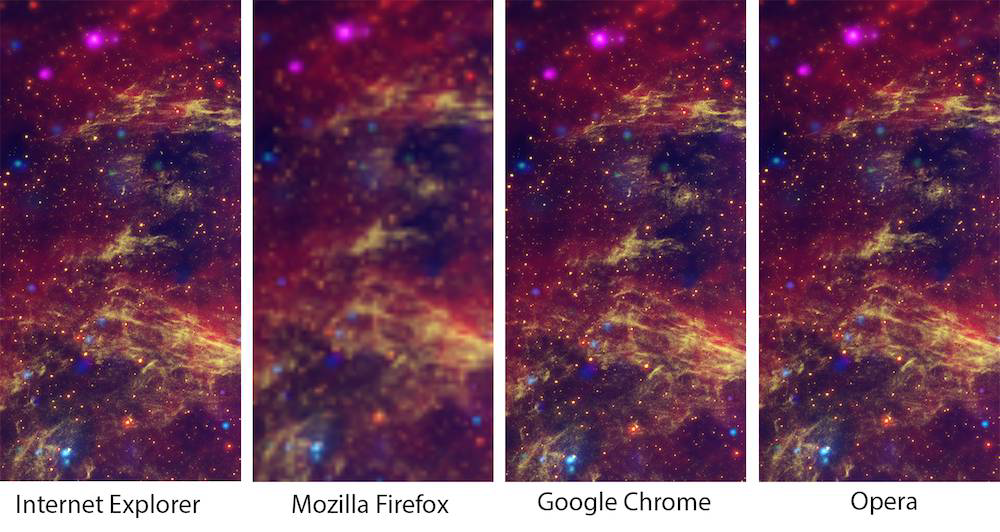 Internet Explorer
Mozilla Firefox
Google Chrome
Opera